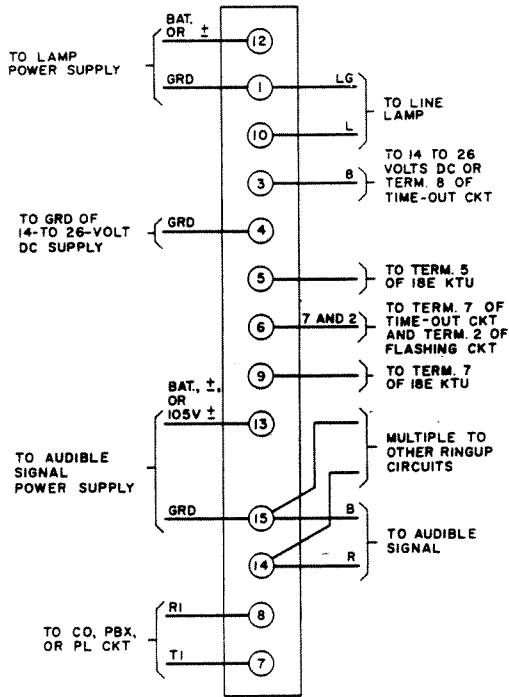 BAT.
OR ±
12
TO LAMP
POWER SUPPLY
GRD
1
LG
TO LINE
LAMP
10
L
3
8
TO 14 TO 26
VOLTS DC OR
TERM. 8 OF
TIME-OUT CKT
TO GRD OF
14-TO 26-VOLT
DC SUPPLY
GRD
4
5
TO TERM. 5
OF 18E KTU
6
7 AND 2
TO TERM. 7 OF
TIME-OUT CKT
AND TERM. 2 OF
FLASHING CKT
9
TO TERM. 7
OF 18E KTU
BAT., ±,
OR
105V ±
13
MULTIPLE TO
OTHER RINGUP
CIRCUITS
TO AUDIBLE
SIGNAL
POWER SUPPLY
GRD
15
B
TO AUDIBLE
SIGNAL
14
R
R1
8
TO CO, PBX,
OR PL CKT
T1
7